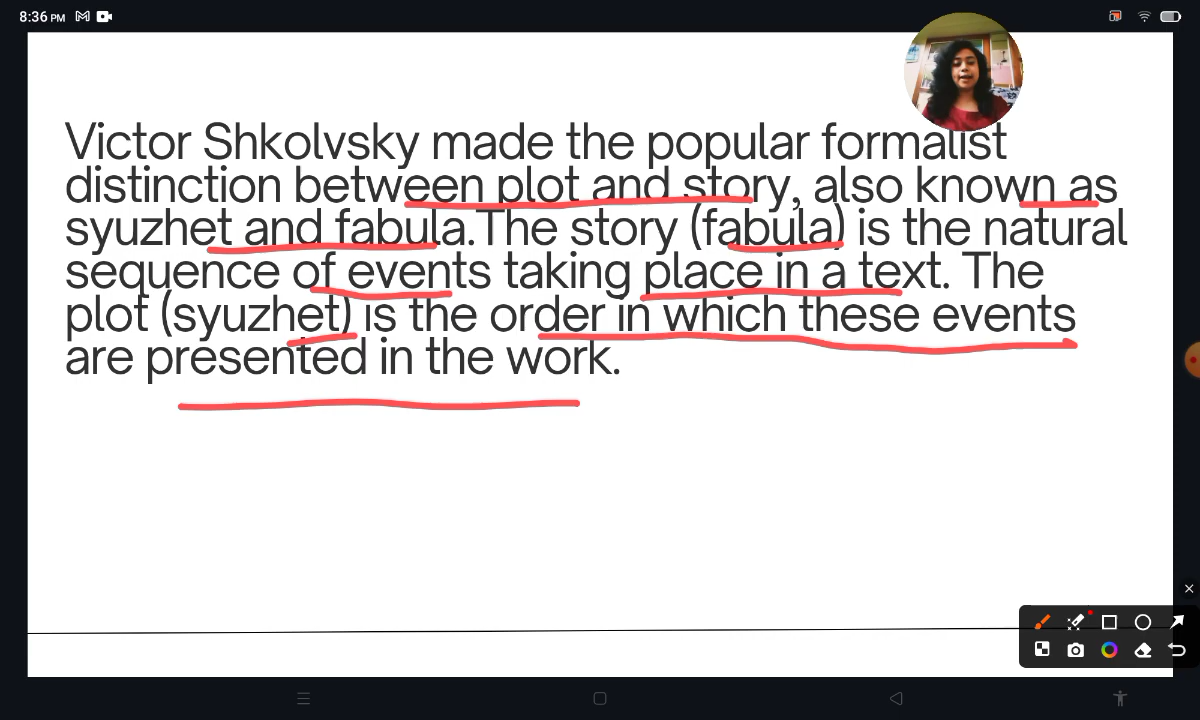 8:36 PM
Victor Shkolvsky made the popular formalist
distinction between plot and story, also known as
syuzhet and fabula.The story (fabula) is the natural
sequence of events taking place in a text. The
plot (syuzhet) is the order in which these events
are presented in the work.